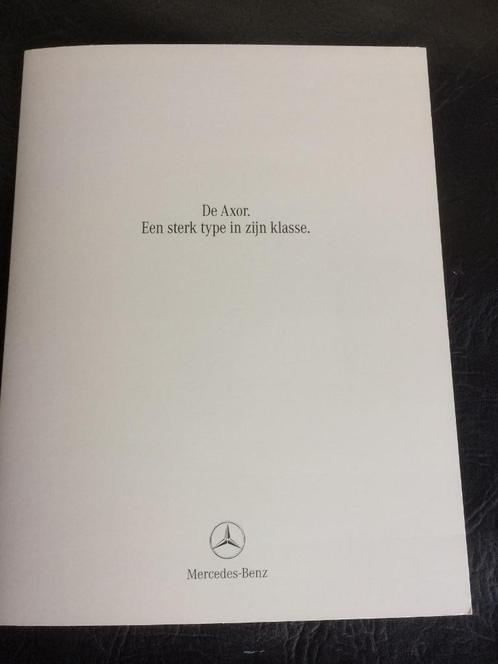 De Axor.
Een sterk type in zijn klasse.
Mercedes-Benz